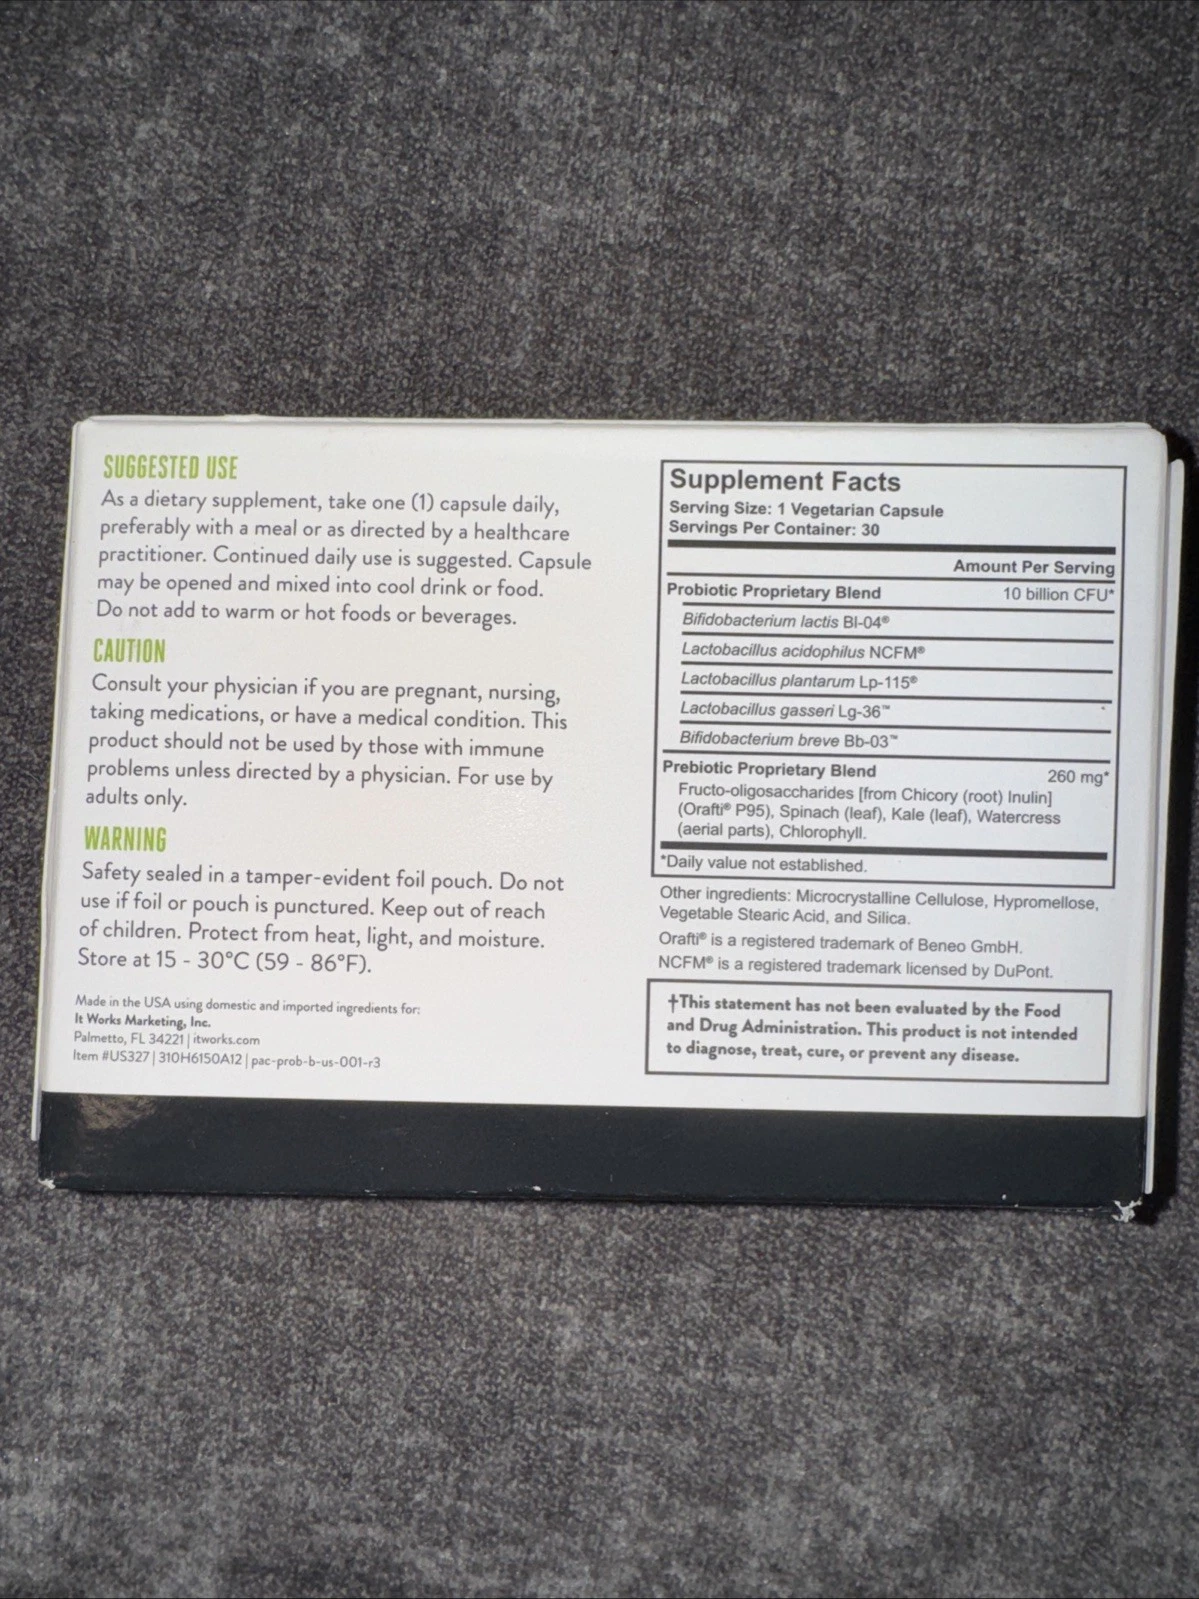 SUGGESTED USE
As a dietary supplement, take one (1) capsule daily,
preferably with a meal or as directed by a healthcare
practitioner. Continued daily use is suggested. Capsule
may be opened and mixed into cool drink or food.
Do not add to warm or hot foods or beverages.
CAUTION
Consult your physician if you are pregnant, nursing,
taking medications, or have a medical condition. This
product should not be used by those with immune
problems unless directed by a physician. For use by
adults only.
WARNING
Safety sealed in a tamper-evident foil pouch. Do not
use if foil or pouch is punctured. Keep out of reach
of children. Protect from heat, light, and moisture.
Store at 15 - 30°C (59 - 86°F).
Made in the USA using domestic and imported ingredients for:
It Works Marketing, Inc.
Palmetto, FL 34221 | itworks.com
Item #US327 | 310H6150A12 | pac-prob-b-us-001-r3
Supplement Facts
Serving Size: 1 Vegetarian Capsule
Servings Per Container: 30
Amount Per Serving
Probiotic Proprietary Blend 10 billion CFU*
Bifidobacterium lactis Bl-04®
Lactobacillus acidophilus NCFM®
Lactobacillus plantarum Lp-115®
Lactobacillus gasseri Lg-36™
Bifidobacterium breve Bb-03™
Prebiotic Proprietary Blend 260 mg*
Fructo-oligosaccharides [from Chicory (root) Inulin]
(Orafti® P95), Spinach (leaf), Kale (leaf), Watercress
(aerial parts), Chlorophyll.
*Daily value not established.
Other ingredients: Microcrystalline Cellulose, Hypromellose,
Vegetable Stearic Acid, and Silica.
Orafti® is a registered trademark of Beneo GmbH.
NCFM® is a registered trademark licensed by DuPont.
†This statement has not been evaluated by the Food
and Drug Administration. This product is not intended
to diagnose, treat, cure, or prevent any disease.